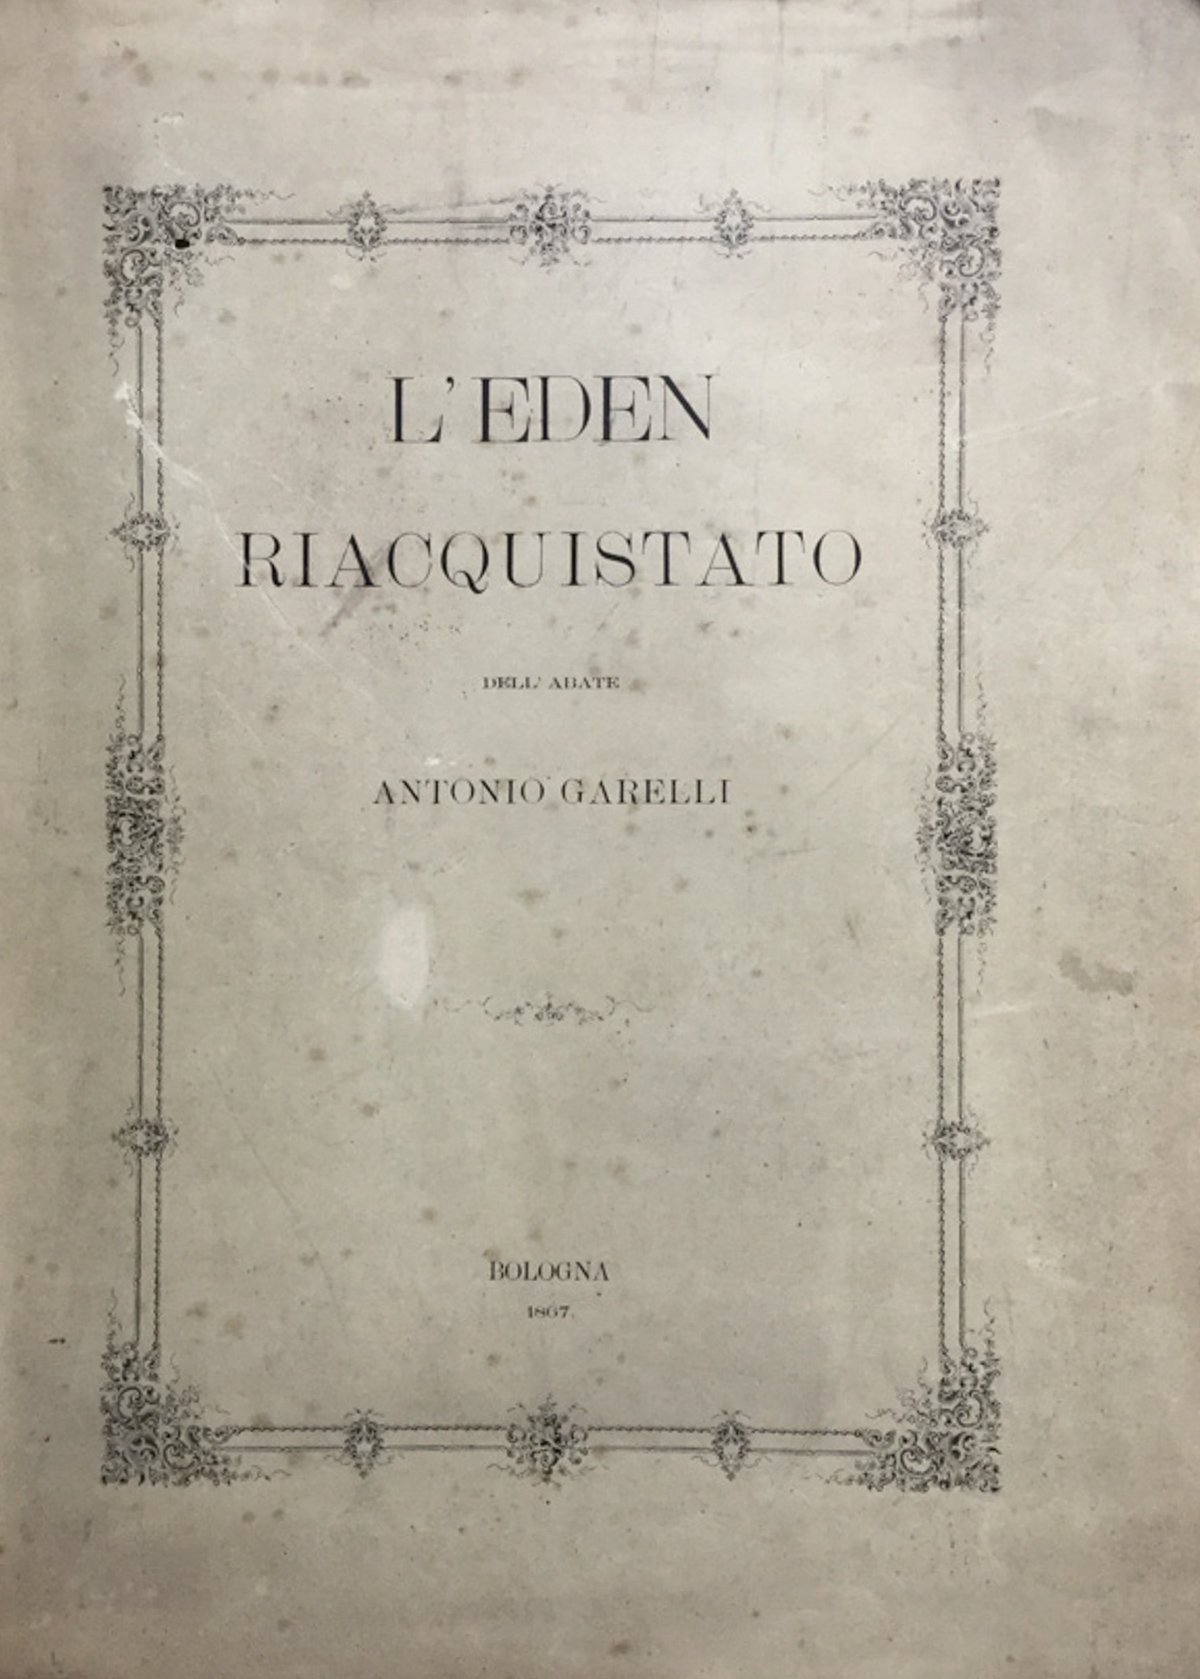 L'EDEN
RIACQUISTATO
DELL' ABATE
ANTONIO GARELLI
BOLOGNA
1867.